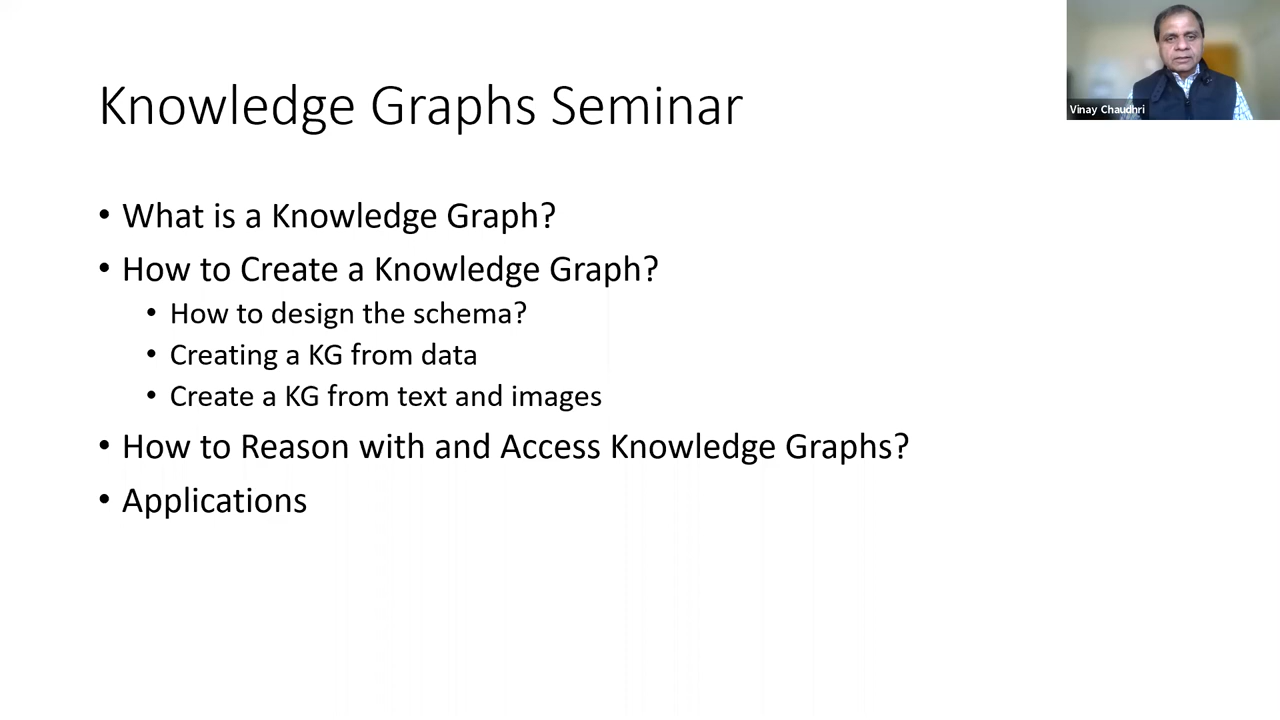 Knowledge Graphs Seminar
Vinay Chaudhri
• What is a Knowledge Graph?
• How to Create a Knowledge Graph?
• How to design the schema?
• Creating a KG from data
• Create a KG from text and images
• How to Reason with and Access Knowledge Graphs?
• Applications